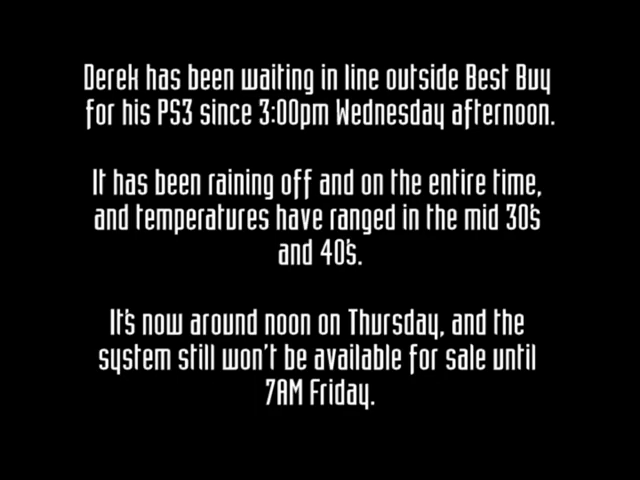 Derek has been waiting in line outside Best Buy
for his PS3 since 3:00pm Wednesday afternoon.
It has been raining off and on the entire time,
and temperatures have ranged in the mid 30's
and 40's.
It's now around noon on Thursday, and the
system still won't be available for sale until
7AM Friday.